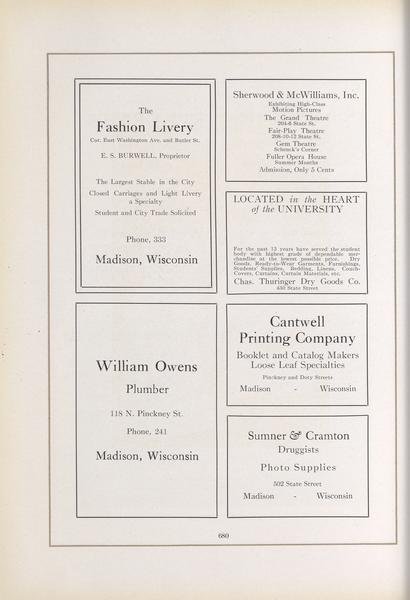 The
Fashion Livery
Cor. East Washington Ave. and Butler St.
E. S. BURWELL, Proprietor
The Largest Stable in the City
Closed Carriages and Light Livery
a Specialty
Student and City Trade Solicited
Phone, 333
Madison, Wisconsin
William Owens
Plumber
118 N. Pinckney St.
Phone, 241
Madison, Wisconsin
Sherwood & McWilliams, Inc.
Exhibiting High-Class
Motion Pictures
The Grand Theatre
204-6 State St.
Fair-Play Theatre
208-10-12 State St.
Gem Theatre
Schenck's Corner
Fuller Opera House
Summer Months
Admission, Only 5 Cents
LOCATED in the HEART
of the UNIVERSITY
For the past 13 years have served the student
body with highest grade of dependable mer-
chandise at the lowest possible price. Dry
Goods, Ready-to-Wear Garments, Furnishings,
Students' Supplies, Bedding, Linens, Couch-
Covers, Curtains, Curtain Materials, etc.
Chas. Thuringer Dry Goods Co.
430 State Street
Cantwell
Printing Company
Booklet and Catalog Makers
Loose Leaf Specialties
Pinckney and Doty Streets
Madison - Wisconsin
Sumner & Cramton
Druggists
Photo Supplies
502 State Street
Madison - Wisconsin
680